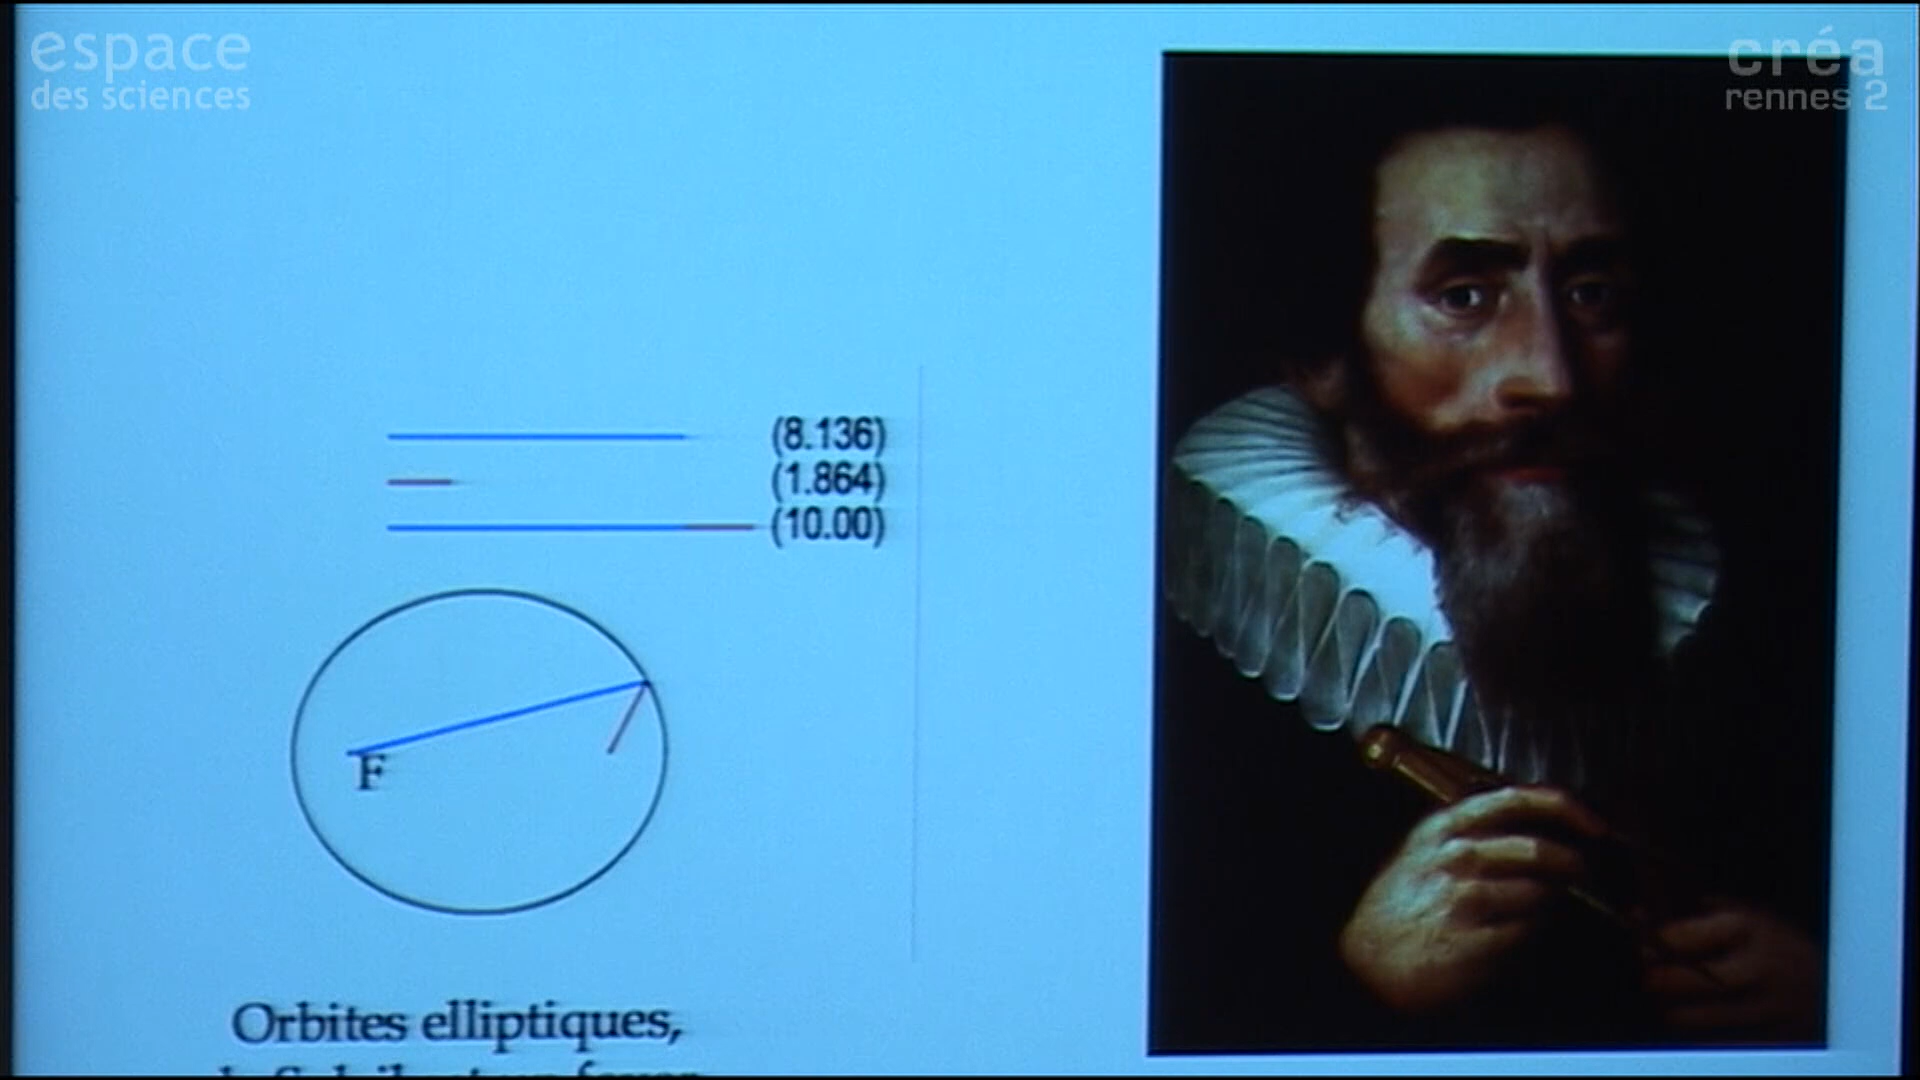 espace
des sciences
créa
rennes 2
(8.136)
(1.864)
(10.00)
F
Orbites elliptiques,